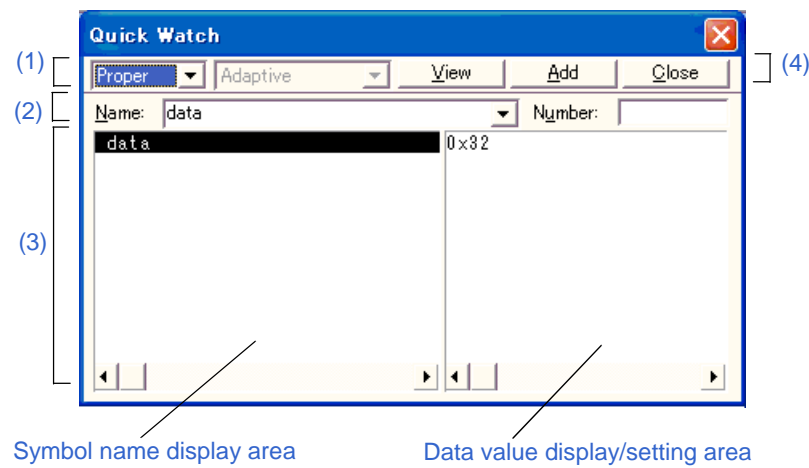 Quick Watch
(1) Proper Adaptive View Add Close (4)
(2) Name: data Number:
data 0x32
(3)
Symbol name display area Data value display/setting area